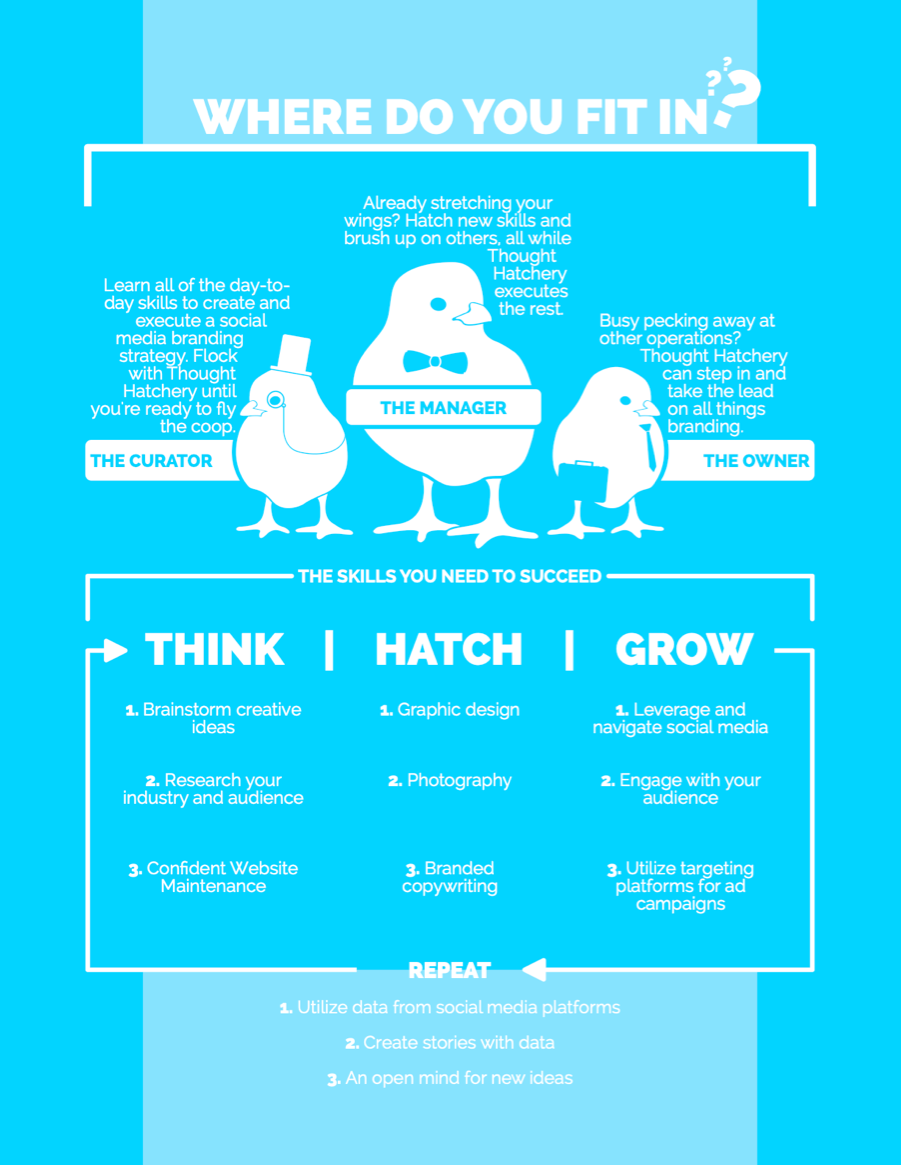 WHERE DO YOU FIT IN???
Already stretching your
wings? Hatch new skills and
brush up on others, all while
Thought
Hatchery
executes
the rest.
Learn all of the day-to-
day skills to create and
execute a social
media branding
strategy. Flock
with Thought
Hatchery until
you're ready to fly
the coop.
Busy pecking away at
other operations?
Thought Hatchery
can step in and
take the lead
on all things
branding.
THE MANAGER
THE CURATOR
THE OWNER
THE SKILLS YOU NEED TO SUCCEED
THINK | HATCH | GROW
1. Brainstorm creative
ideas
2. Research your
industry and audience
3. Confident Website
Maintenance
1. Graphic design
2. Photography
3. Branded
copywriting
1. Leverage and
navigate social media
2. Engage with your
audience
3. Utilize targeting
platforms for ad
campaigns
REPEAT
1. Utilize data from social media platforms
2. Create stories with data
3. An open mind for new ideas